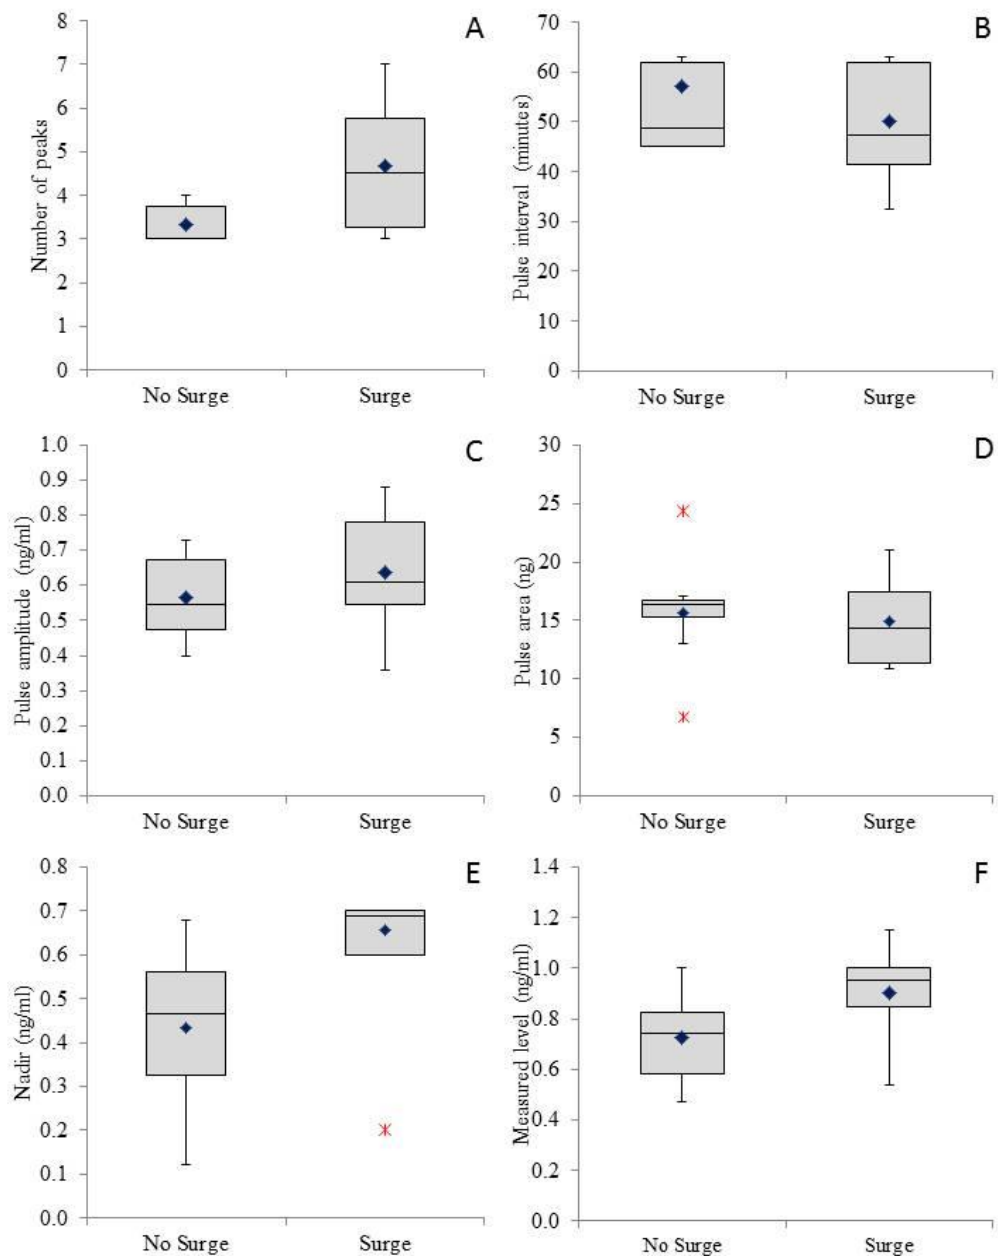 A
Number of peaks
8
7
6
5
4
3
2
1
0
No Surge Surge
B
Pulse interval (minutes)
70
60
50
40
30
20
10
0
No Surge Surge
C
Pulse amplitude (ng/ml)
1.0
0.9
0.8
0.7
0.6
0.5
0.4
0.3
0.2
0.1
0.0
No Surge Surge
D
Pulse area (ng)
30
25
20
15
10
5
0
No Surge Surge
E
Nadir (ng/ml)
0.8
0.7
0.6
0.5
0.4
0.3
0.2
0.1
0.0
No Surge Surge
F
Measured level (ng/ml)
1.4
1.2
1.0
0.8
0.6
0.4
0.2
0.0
No Surge Surge